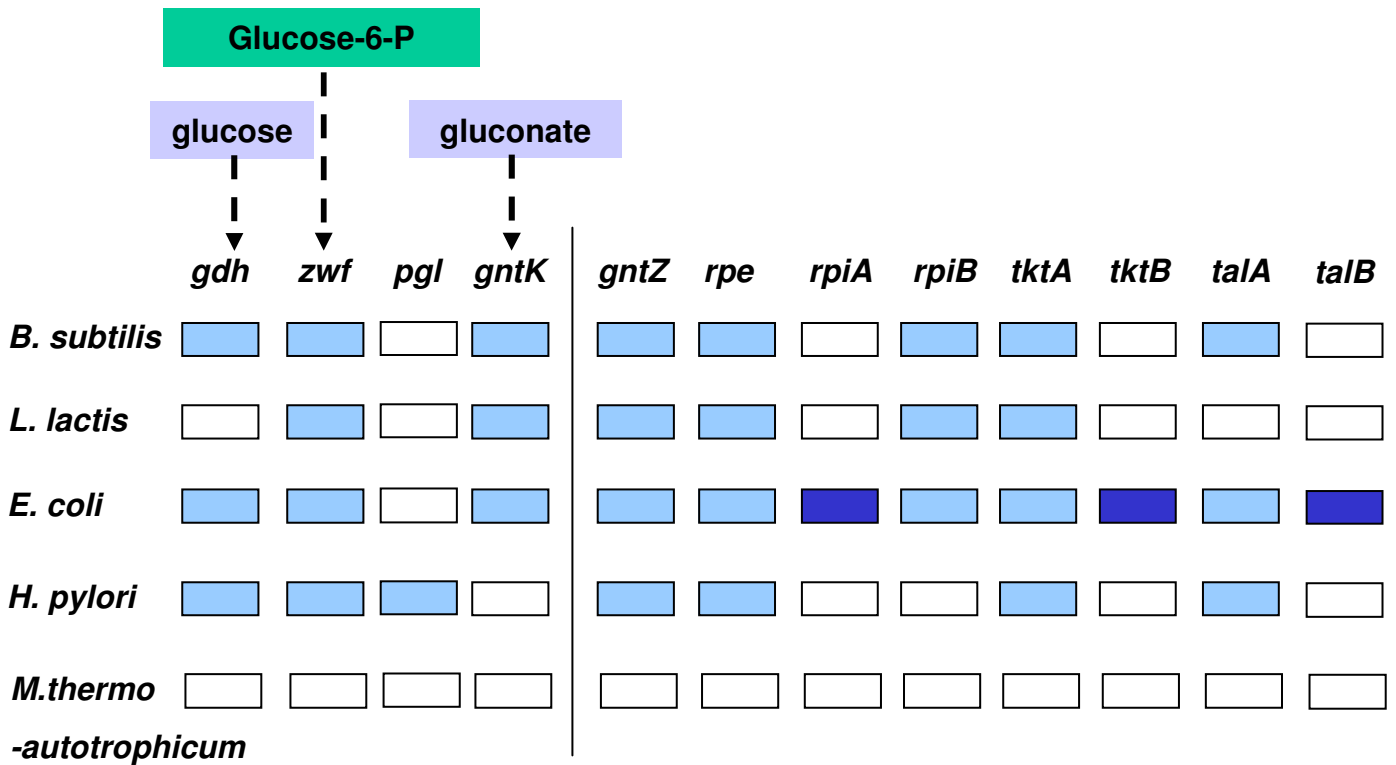 Glucose-6-P
glucose gluconate
gdh zwf pgl gntK gntZ rpe rpiA rpiB tktA tktB talA talB
B. subtilis
L. lactis
E. coli
H. pylori
M.thermo
-autotrophicum